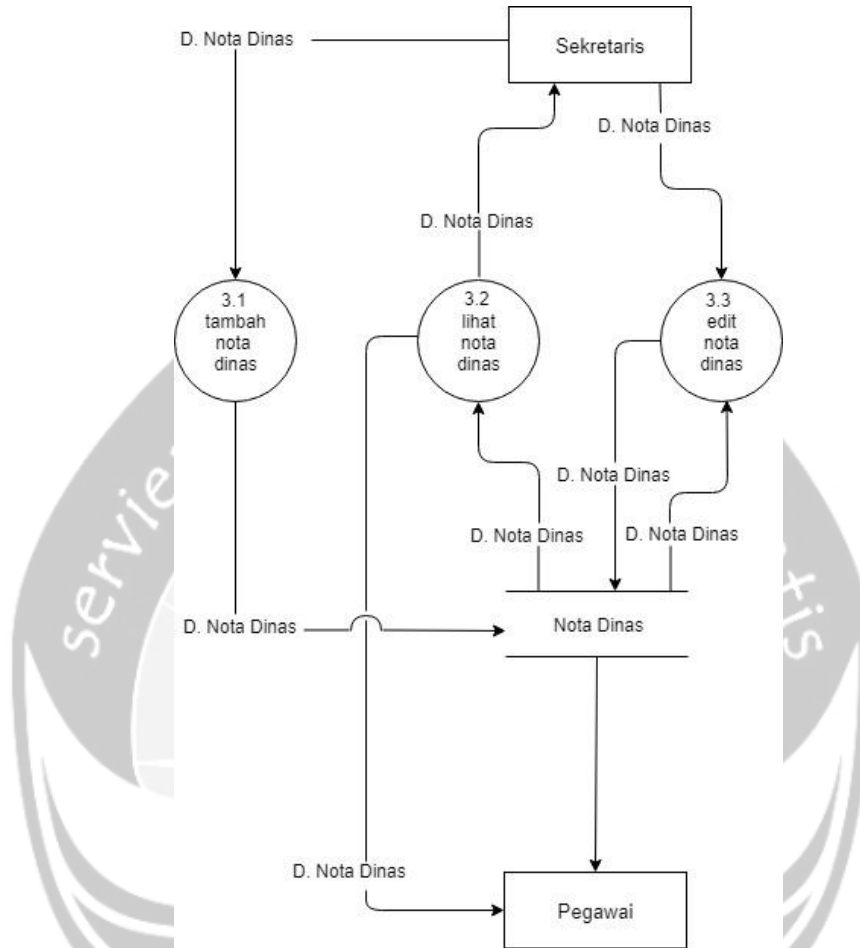 Sekretaris
D. Nota Dinas
D. Nota Dinas
D. Nota Dinas
3.1
tambah
nota
dinas
3.2
lihat
nota
dinas
3.3
edit
nota
dinas
D. Nota Dinas
D. Nota Dinas
D. Nota Dinas
D. Nota Dinas
Nota Dinas
D. Nota Dinas
Pegawai